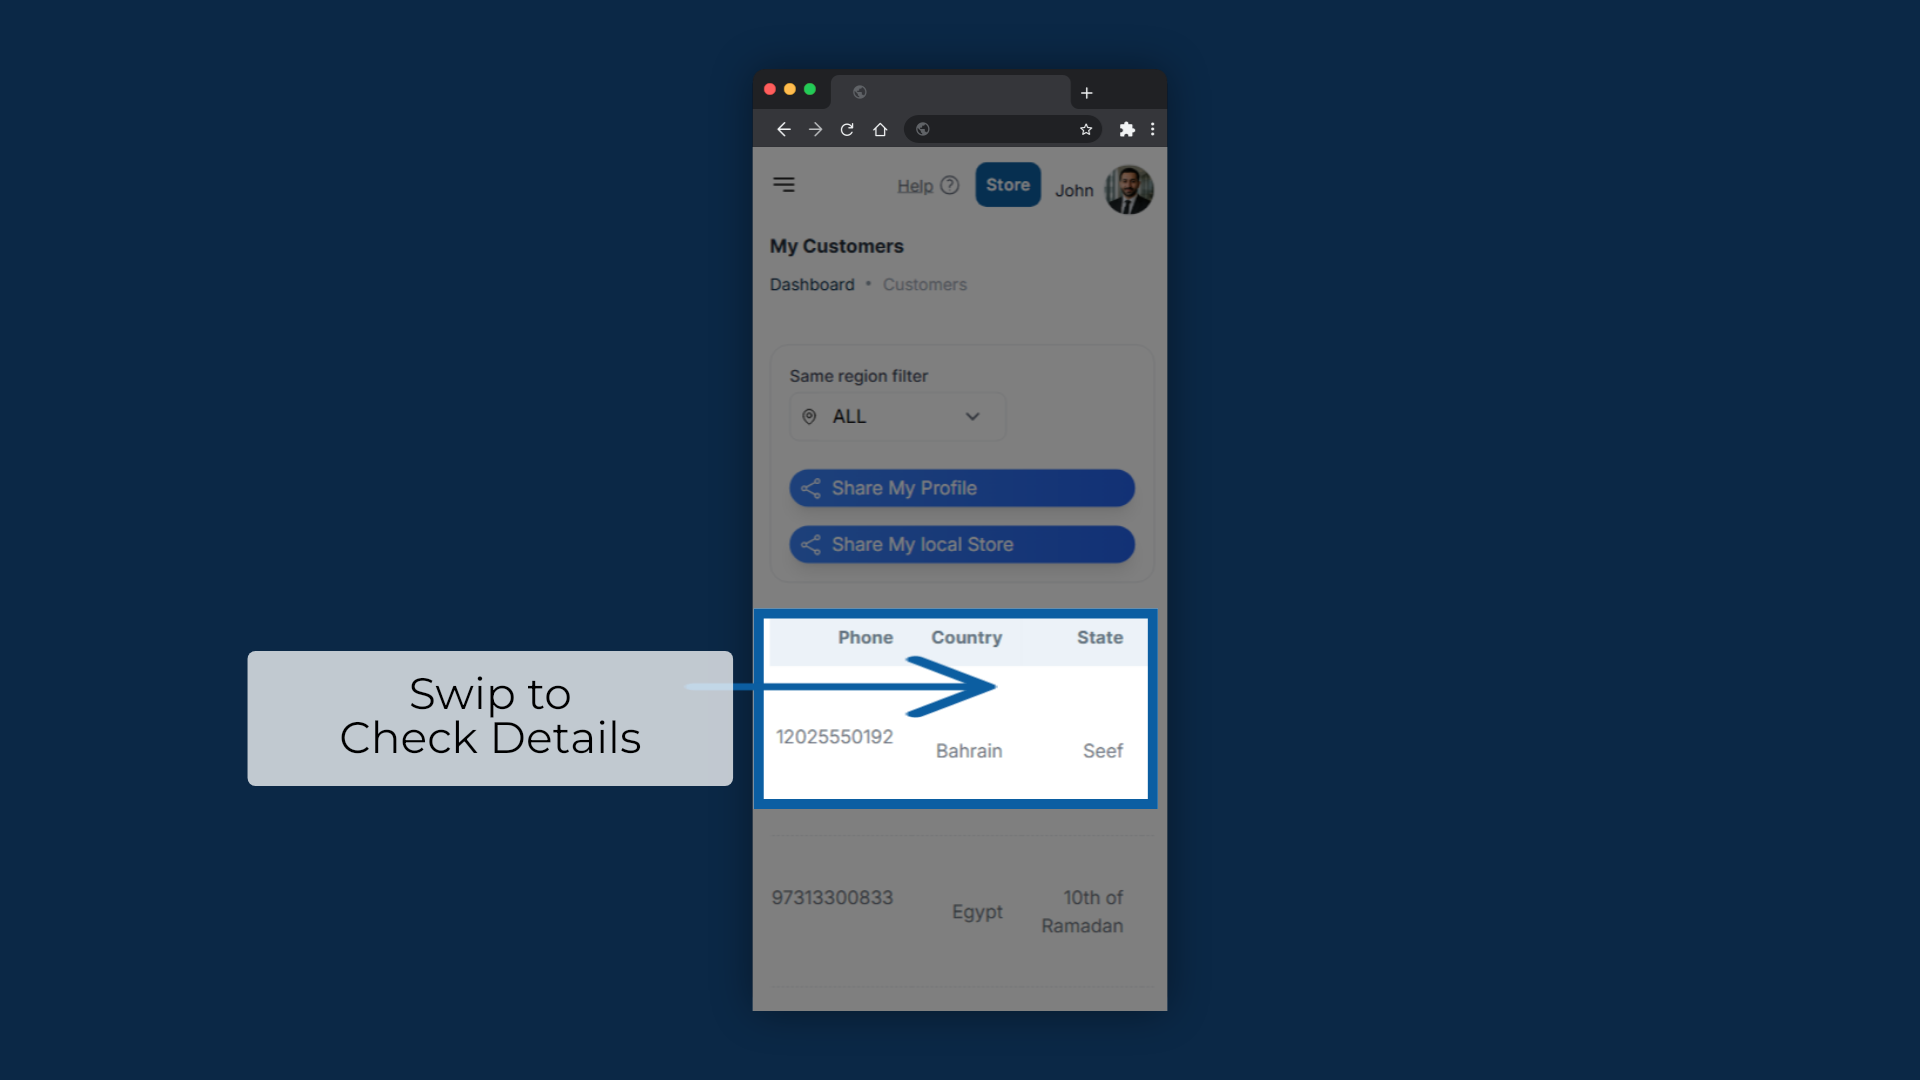 Help
Store
John
My Customers
Dashboard • Customers
Same region filter
ALL
Share My Profile
Share My local Store
Phone Country State
Swip to
Check Details
12025550192 Bahrain Seef
97313300833 Egypt 10th of
Ramadan